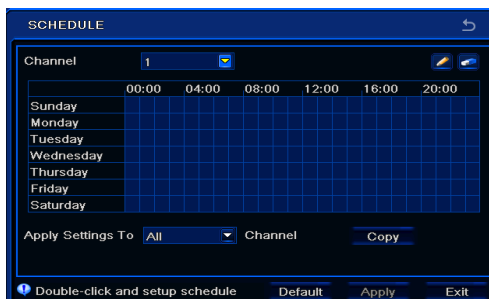 SCHEDULE
Channel 1
00:00 04:00 08:00 12:00 16:00 20:00
Sunday
Monday
Tuesday
Wednesday
Thursday
Friday
Saturday
Apply Settings To All Channel Copy
Double-click and setup schedule Default Apply Exit